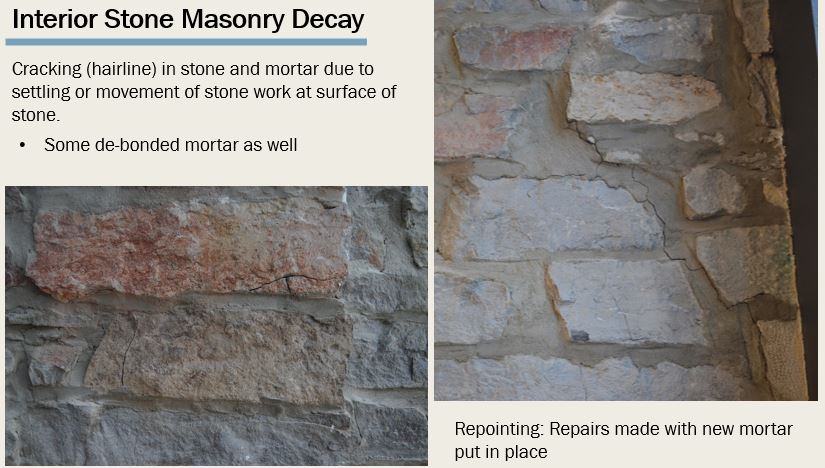 Interior Stone Masonry Decay
Cracking (hairline) in stone and mortar due to
settling or movement of stone work at surface of
stone.
• Some de-bonded mortar as well
Repointing: Repairs made with new mortar
put in place